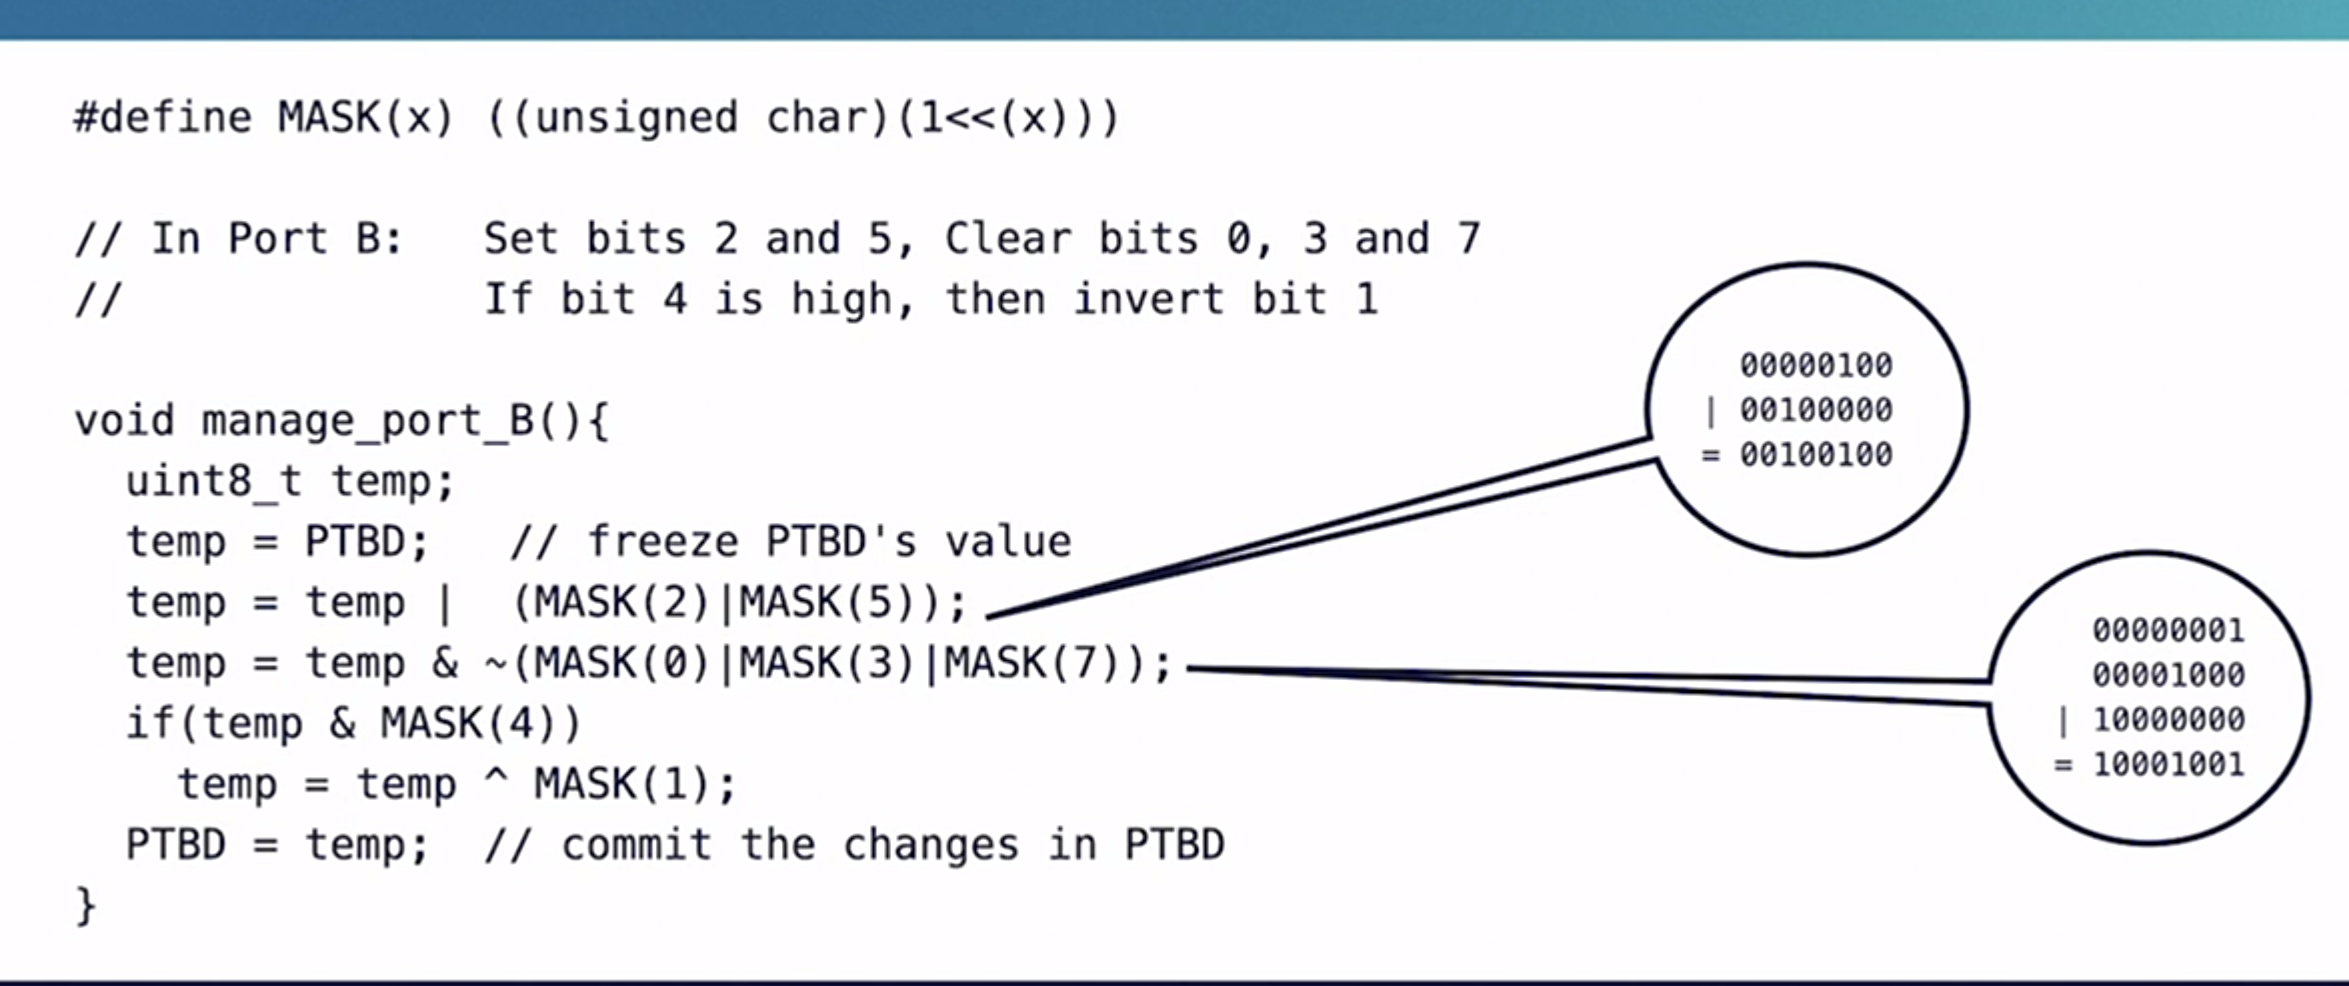 #define MASK(x) ((unsigned char)(1<<(x)))
// In Port B:   Set bits 2 and 5, Clear bits 0, 3 and 7
//              If bit 4 is high, then invert bit 1
void manage_port_B(){
  uint8_t temp;
  temp = PTBD;   // freeze PTBD's value
  temp = temp |  (MASK(2)|MASK(5));
  temp = temp & ~(MASK(0)|MASK(3)|MASK(7));
  if(temp & MASK(4))
    temp = temp ^ MASK(1);
  PTBD = temp;  // commit the changes in PTBD
}
  00000100
| 00100000
= 00100100
  00000001
  00001000
| 10000000
= 10001001